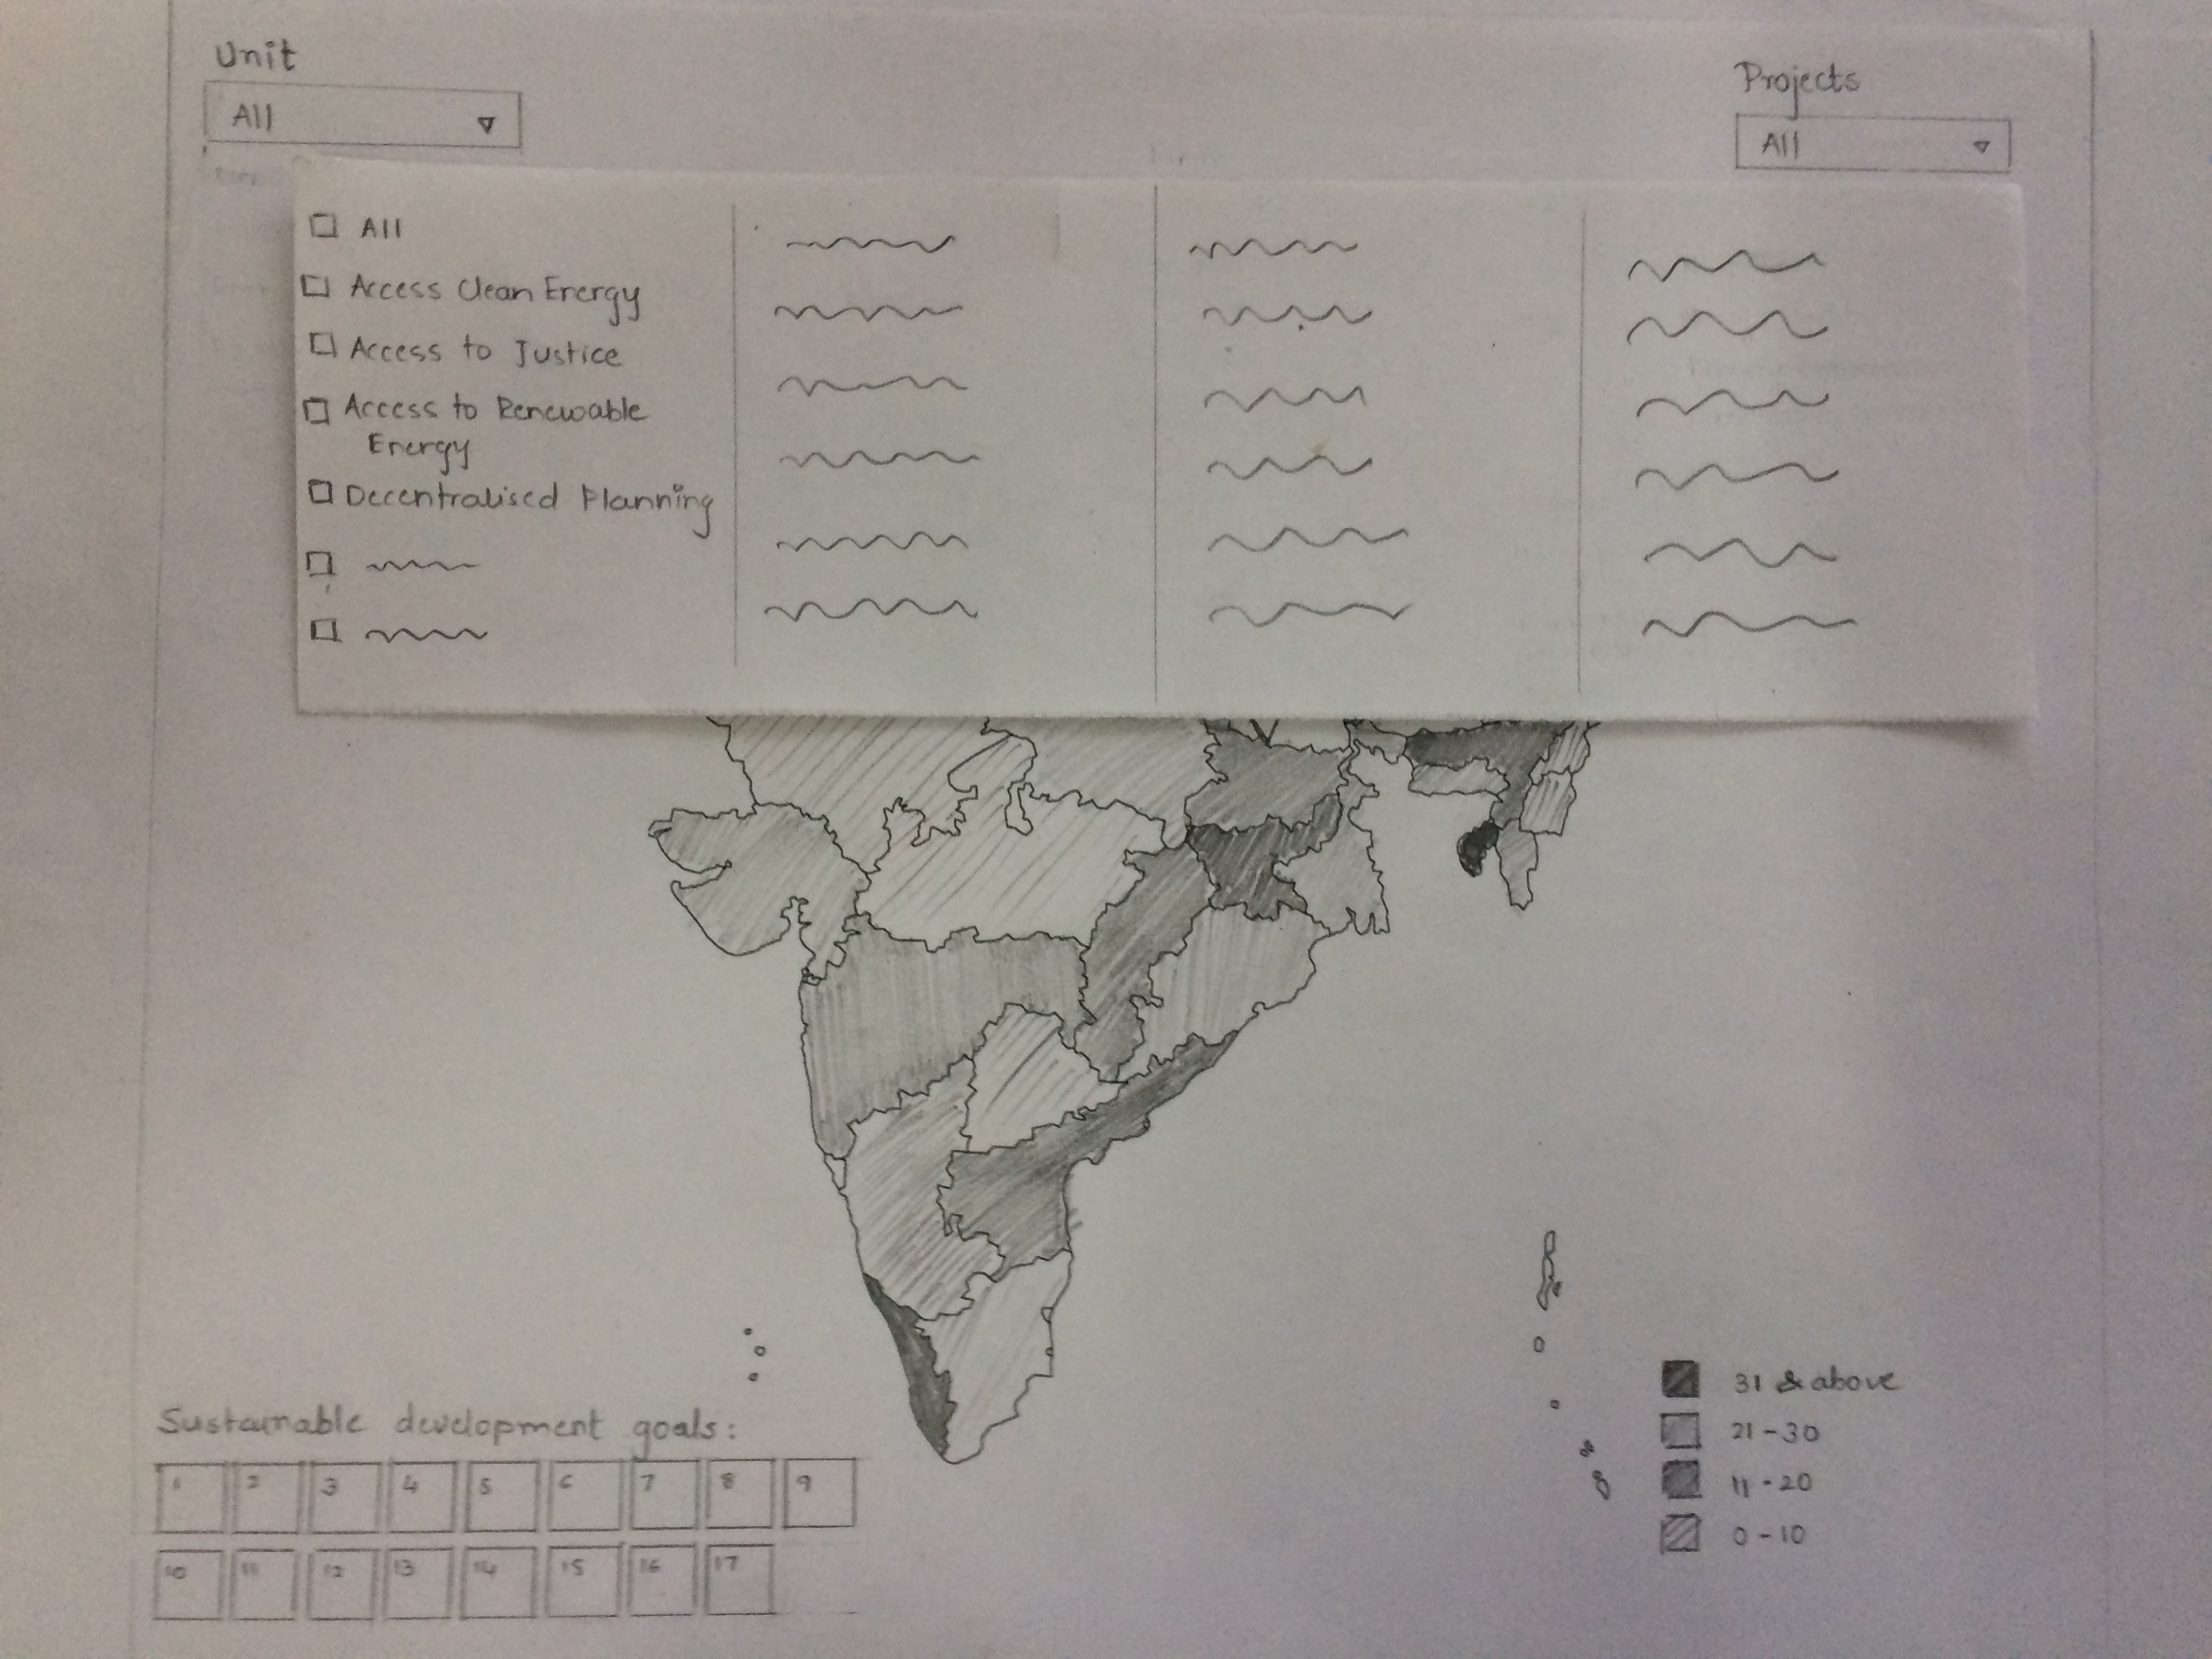 Unit
All
Projects
All
All
Access Clean Energy
Access to Justice
Access to Renewable
Energy
Decentralised Planning
Sustainable development goals:
1 2 3 4 5 6 7 8 9
10 11 12 13 14 15 16 17
31 & above
21-30
11-20
0-10